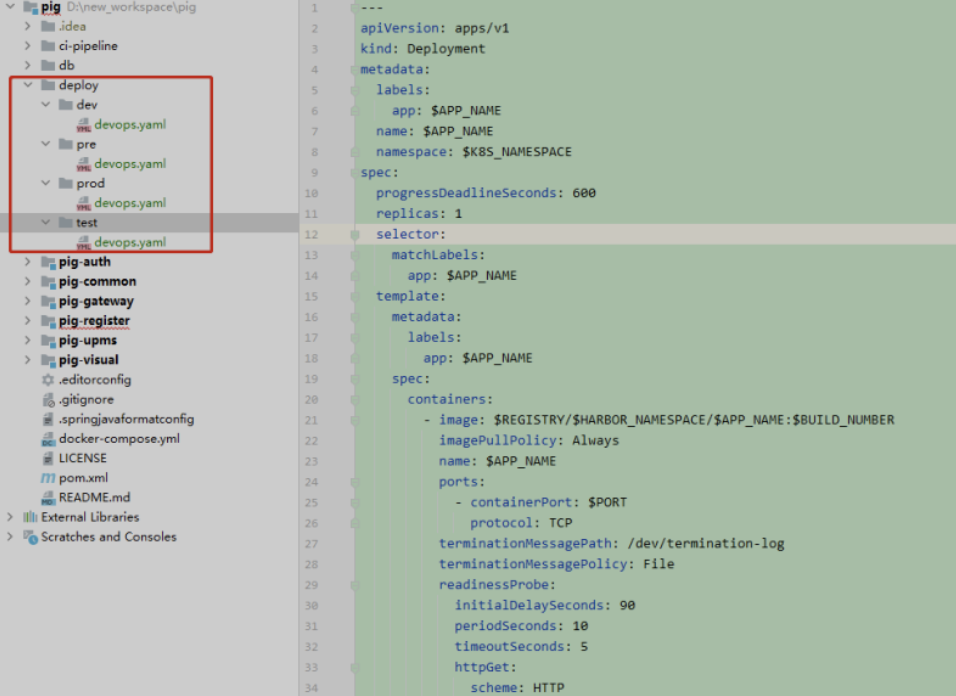 pig D:\new_workspace\pig
.idea
ci-pipeline
db
deploy
dev
devops.yaml
pre
devops.yaml
prod
devops.yaml
test
devops.yaml
pig-auth
pig-common
pig-gateway
pig-register
pig-upms
pig-visual
.editorconfig
.gitignore
.springjavaformatconfig
docker-compose.yml
LICENSE
pom.xml
README.md
External Libraries
Scratches and Consoles
1 ---
2 apiVersion: apps/v1
3 kind: Deployment
4 metadata:
5 labels:
6 app: $APP_NAME
7 name: $APP_NAME
8 namespace: $K8S_NAMESPACE
9 spec:
10 progressDeadlineSeconds: 600
11 replicas: 1
12 selector:
13 matchLabels:
14 app: $APP_NAME
15 template:
16 metadata:
17 labels:
18 app: $APP_NAME
19 spec:
20 containers:
21 - image: $REGISTRY/$HARBOR_NAMESPACE/$APP_NAME:$BUILD_NUMBER
22 imagePullPolicy: Always
23 name: $APP_NAME
24 ports:
25 - containerPort: $PORT
26 protocol: TCP
27 terminationMessagePath: /dev/termination-log
28 terminationMessagePolicy: File
29 readinessProbe:
30 initialDelaySeconds: 90
31 periodSeconds: 10
32 timeoutSeconds: 5
33 httpGet:
34 scheme: HTTP